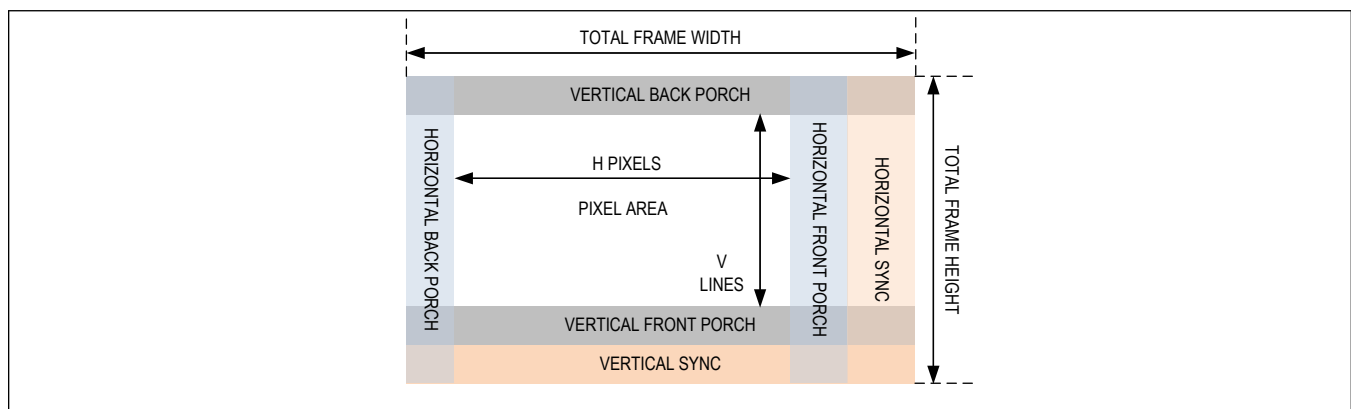 TOTAL FRAME WIDTH
VERTICAL BACK PORCH
HORIZONTAL BACK PORCH
H PIXELS
PIXEL AREA
V
LINES
HORIZONTAL FRONT PORCH
HORIZONTAL SYNC
TOTAL FRAME HEIGHT
VERTICAL FRONT PORCH
VERTICAL SYNC